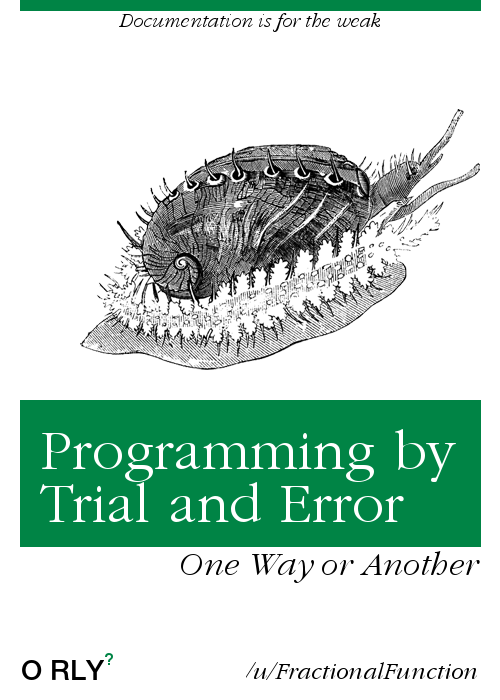 Documentation is for the weak
Programming by
Trial and Error
One Way or Another
O RLY?
/u/FractionalFunction